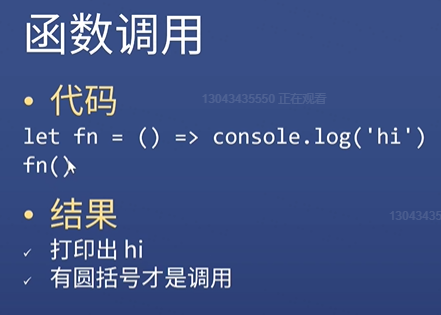 函数调用
• 代码
13043435550 正在观看
let fn = () => console.log('hi')
fn()
• 结果
13043435
✓ 打印出 hi
✓ 有圆括号才是调用